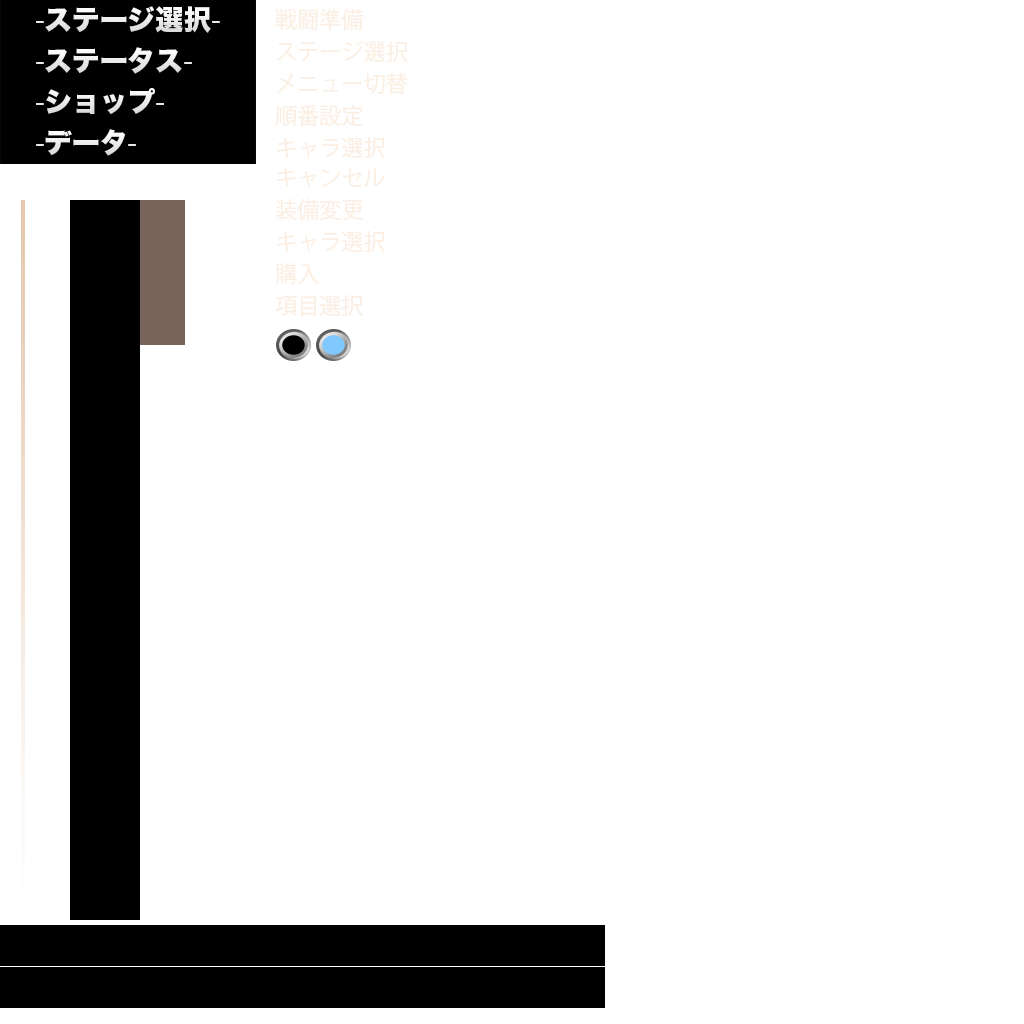 -ステージ選択-
-ステータス-
-ショップ-
-データ-
戦闘準備
ステージ選択
メニュー切替
順番設定
キャラ選択
キャンセル
装備変更
キャラ選択
購入
項目選択